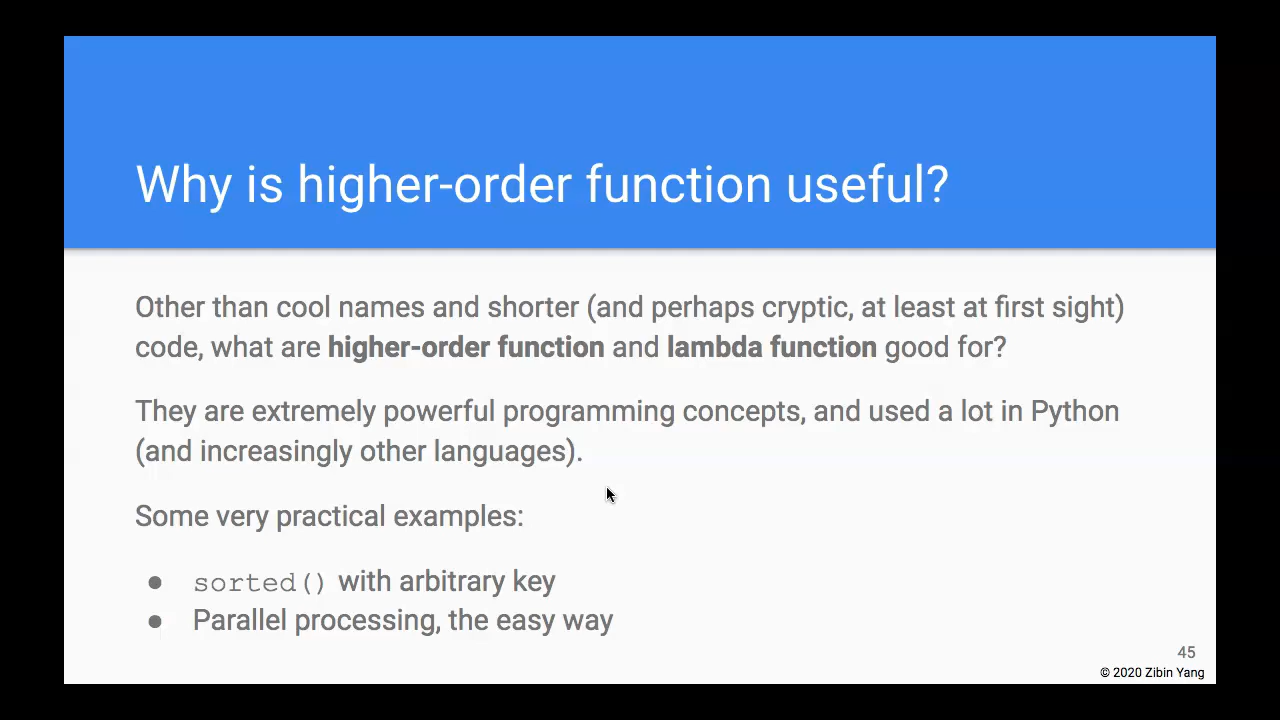 Why is higher-order function useful?
Other than cool names and shorter (and perhaps cryptic, at least at first sight)
code, what are higher-order function and lambda function good for?
They are extremely powerful programming concepts, and used a lot in Python
(and increasingly other languages).
Some very practical examples:
● sorted() with arbitrary key
● Parallel processing, the easy way
45
© 2020 Zibin Yang